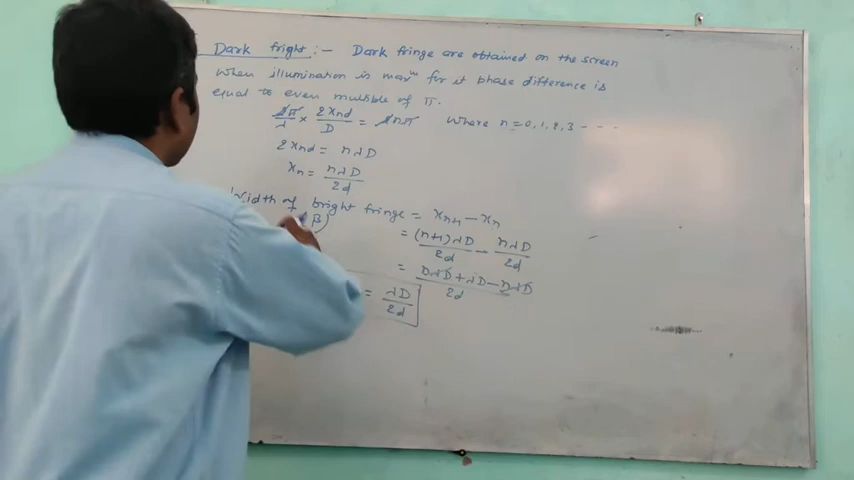 Dark fright :- Dark fringe are obtained on the screen
when illumination is maxᵐ for it phase difference is
equal to even multiple of π.
2π/λ × 2xnd/D = 2nπ where n = 0, 1, 2, 3 - - - -
2xnd = nλD
xn = nλD/2d
Width of bright fringe = xn+1 − xn
(β)
= (n+1)λD/2d − nλD/2d
= nλD + λD − nλD/2d
= λD/2d